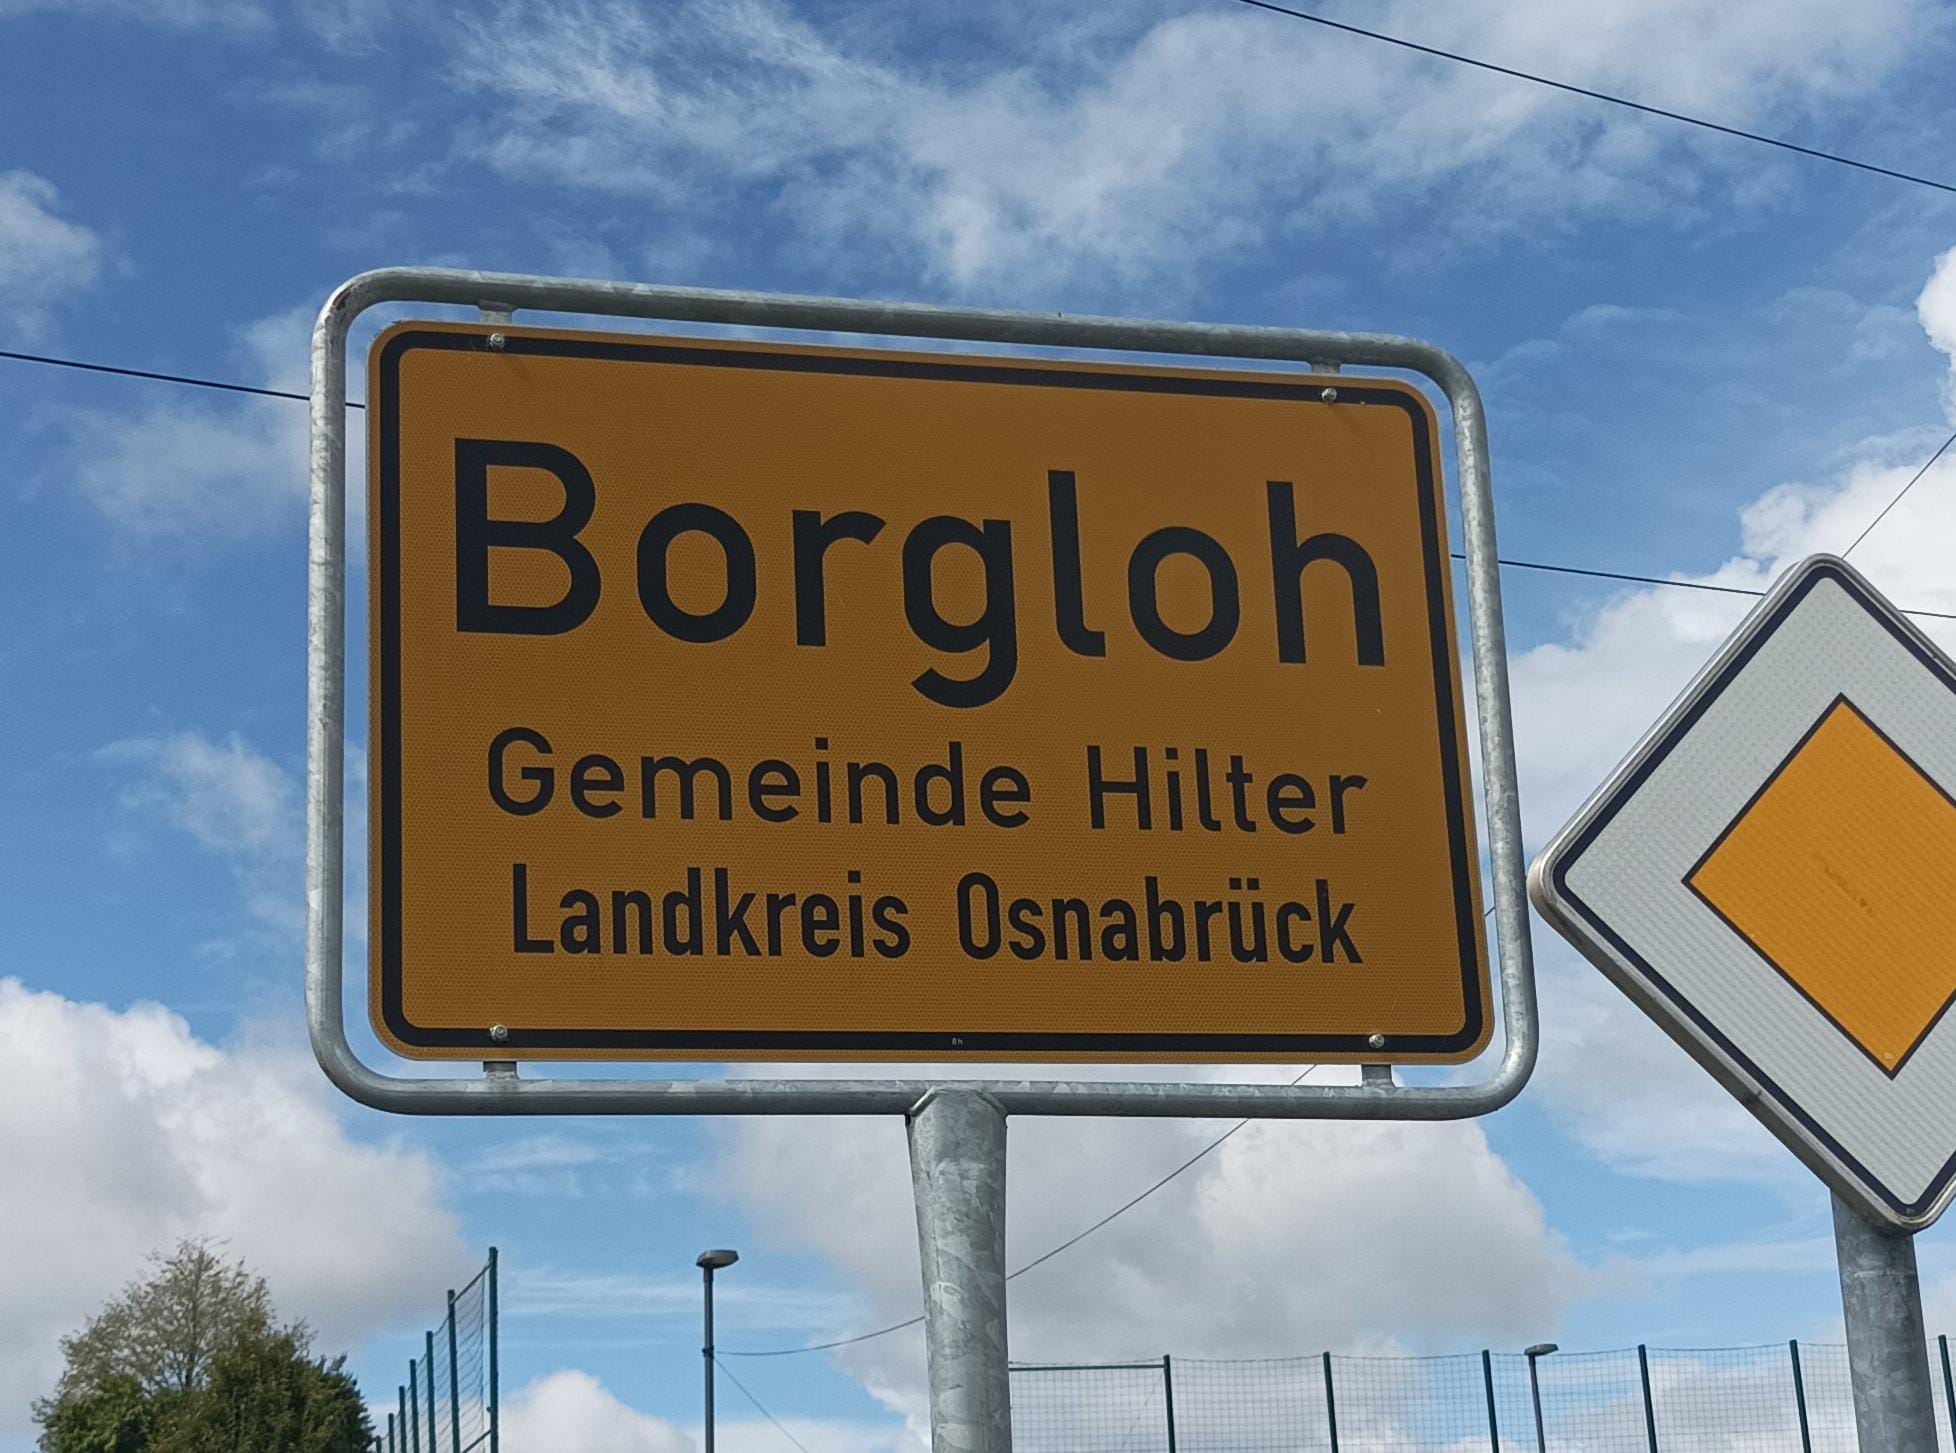 Borgloh
Gemeinde Hilter
Landkreis Osnabrück